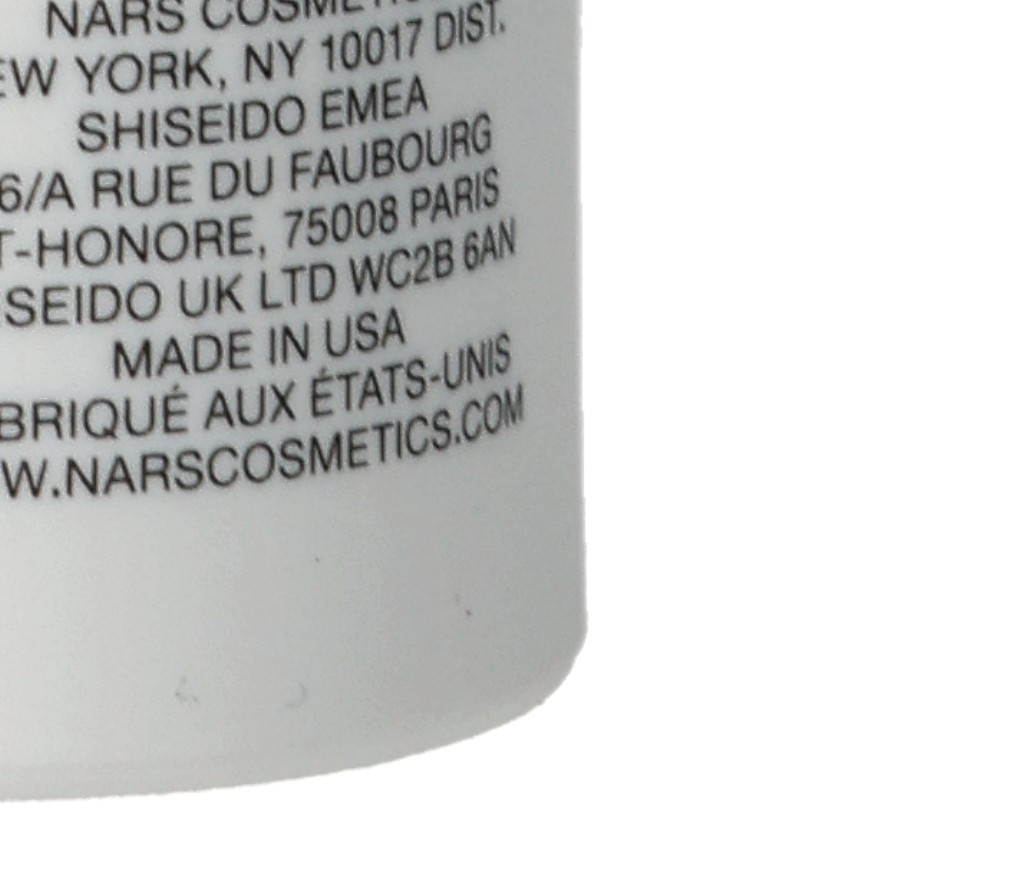 NARS COSMETIC
EW YORK, NY 10017 DIST.
SHISEIDO EMEA
6/A RUE DU FAUBOURG
T-HONORE, 75008 PARIS
SEIDO UK LTD WC2B 6AN
MADE IN USA
BRIQUÉ AUX ÉTATS-UNIS
W.NARSCOSMETICS.COM